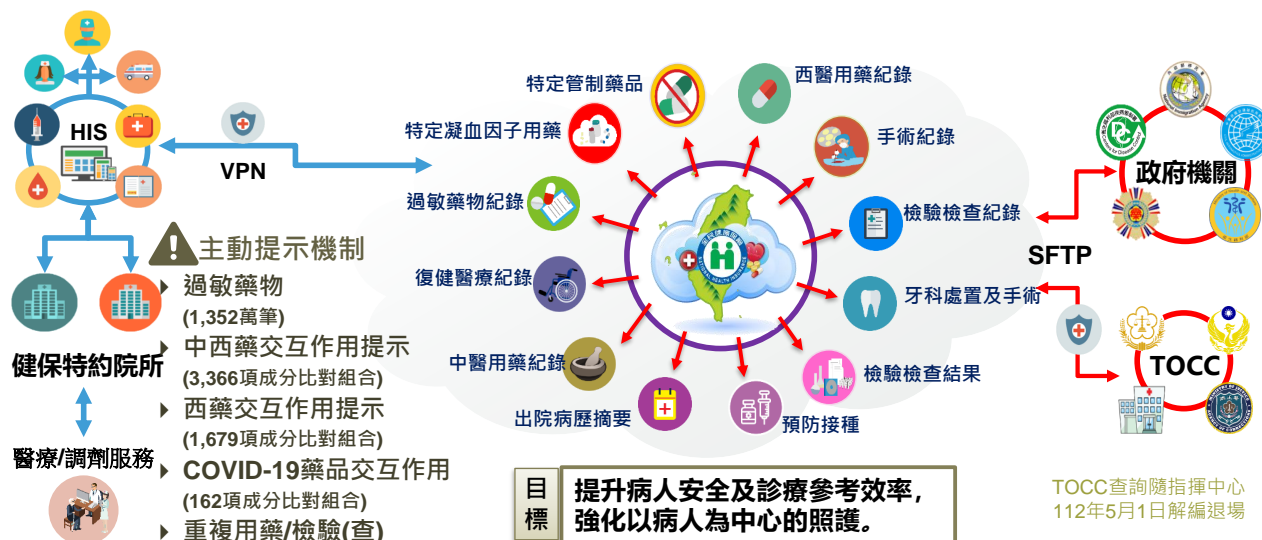 HIS
VPN
主動提示機制
過敏藥物
(1,352萬筆)
中西藥交互作用提示
(3,366項成分比對組合)
西藥交互作用提示
(1,679項成分比對組合)
COVID-19藥品交互作用
(162項成分比對組合)
重複用藥/檢驗(查)
健保特約院所
醫療/調劑服務
特定管制藥品
西醫用藥紀錄
特定凝血因子用藥
手術紀錄
過敏藥物紀錄
檢驗檢查紀錄
復健醫療紀錄
牙科處置及手術
中醫用藥紀錄
檢驗檢查結果
出院病歷摘要
預防接種
全民健康保險
NATIONAL HEALTH INSURANCE
政府機關
SFTP
TOCC
目標
提升病人安全及診療參考效率，
強化以病人為中心的照護。
TOCC查詢隨指揮中心
112年5月1日解編退場